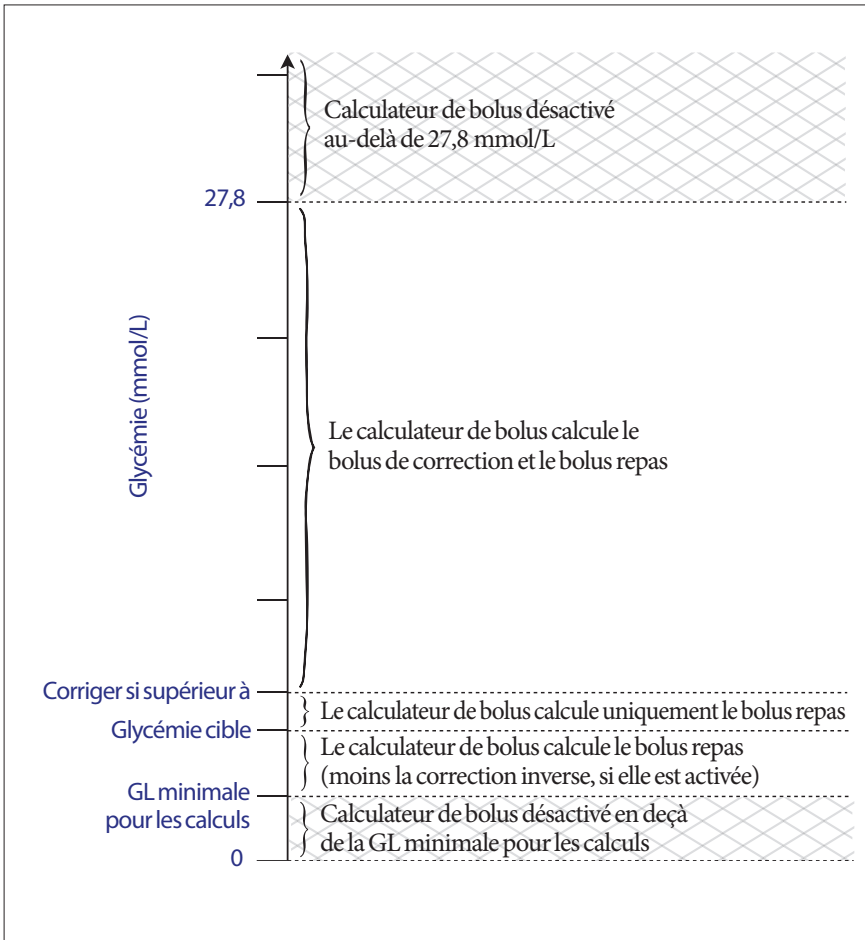 Calculateur de bolus désactivé
au-delà de 27,8 mmol/L
27,8
Glycémie (mmol/L)
Le calculateur de bolus calcule le
bolus de correction et le bolus repas
Corriger si supérieur à
Le calculateur de bolus calcule uniquement le bolus repas
Glycémie cible
Le calculateur de bolus calcule le bolus repas
(moins la correction inverse, si elle est activée)
GL minimale
pour les calculs
Calculateur de bolus désactivé en deçà
de la GL minimale pour les calculs
0